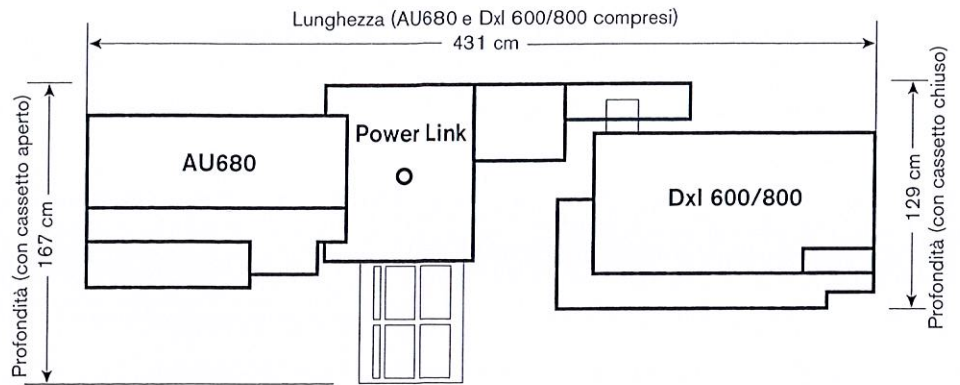 Lunghezza (AU680 e Dxl 600/800 compresi)
431 cm
Profondità (con cassetto aperto)
167 cm
AU680
Power Link
Dxl 600/800
129 cm
Profondità (con cassetto chiuso)